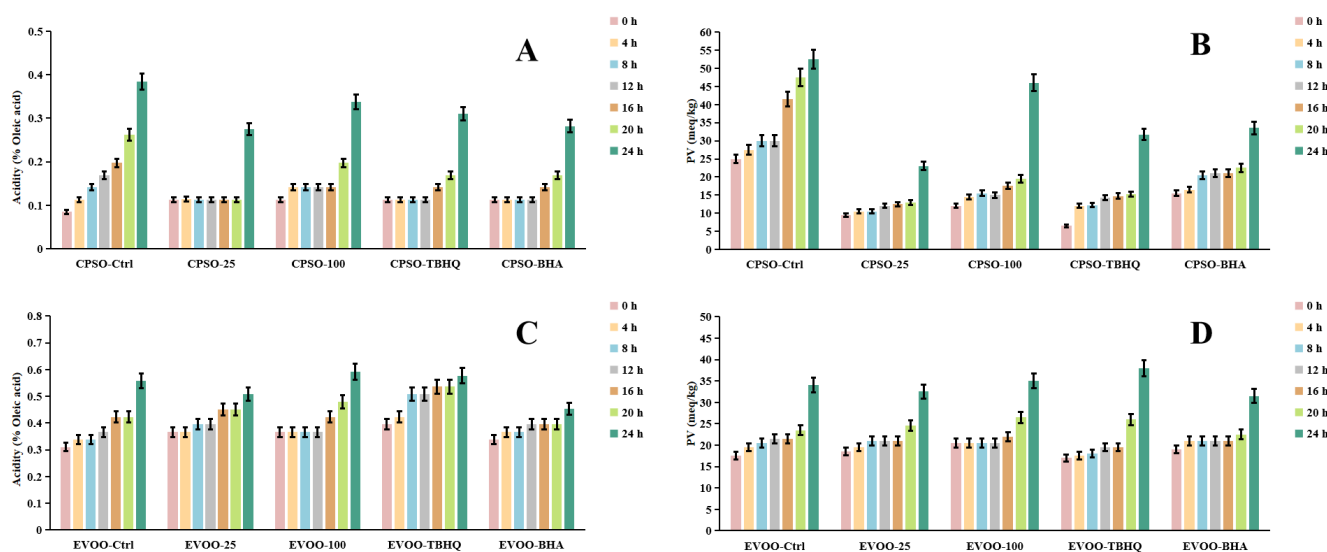 A
Acidity (% Oleic acid)
0.5
0.4
0.3
0.2
0.1
0
CPSO-Ctrl CPSO-25 CPSO-100 CPSO-TBHQ CPSO-BHA
0 h
4 h
8 h
12 h
16 h
20 h
24 h
B
PV (meq/kg)
60
55
50
45
40
35
30
25
20
15
10
5
0
CPSO-Ctrl CPSO-25 CPSO-100 CPSO-TBHQ CPSO-BHA
0 h
4 h
8 h
12 h
16 h
20 h
24 h
C
Acidity (% Oleic acid)
0.8
0.7
0.6
0.5
0.4
0.3
0.2
0.1
0
EVOO-Ctrl EVOO-25 EVOO-100 EVOO-TBHQ EVOO-BHA
0 h
4 h
8 h
12 h
16 h
20 h
24 h
D
PV (meq/kg)
50
45
40
35
30
25
20
15
10
5
0
EVOO-Ctrl EVOO-25 EVOO-100 EVOO-TBHQ EVOO-BHA
0 h
4 h
8 h
12 h
16 h
20 h
24 h